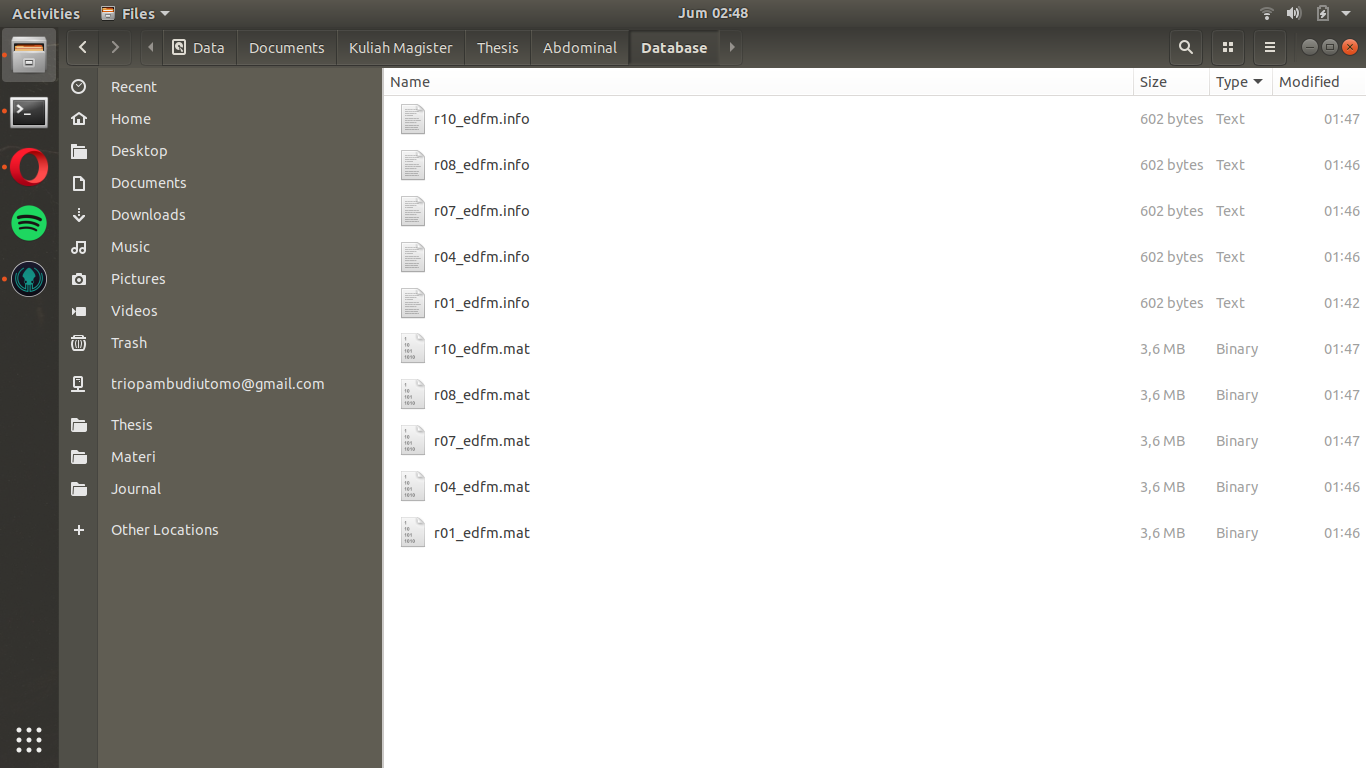 Activities Files Jum 02:48
Data Documents Kuliah Magister Thesis Abdominal Database
Recent
Home
Desktop
Documents
Downloads
Music
Pictures
Videos
Trash
triopambudiutomo@gmail.com
Thesis
Materi
Journal
Other Locations
Name Size Type Modified
r10_edfm.info 602 bytes Text 01:47
r08_edfm.info 602 bytes Text 01:46
r07_edfm.info 602 bytes Text 01:46
r04_edfm.info 602 bytes Text 01:46
r01_edfm.info 602 bytes Text 01:42
r10_edfm.mat 3,6 MB Binary 01:47
r08_edfm.mat 3,6 MB Binary 01:47
r07_edfm.mat 3,6 MB Binary 01:47
r04_edfm.mat 3,6 MB Binary 01:46
r01_edfm.mat 3,6 MB Binary 01:46